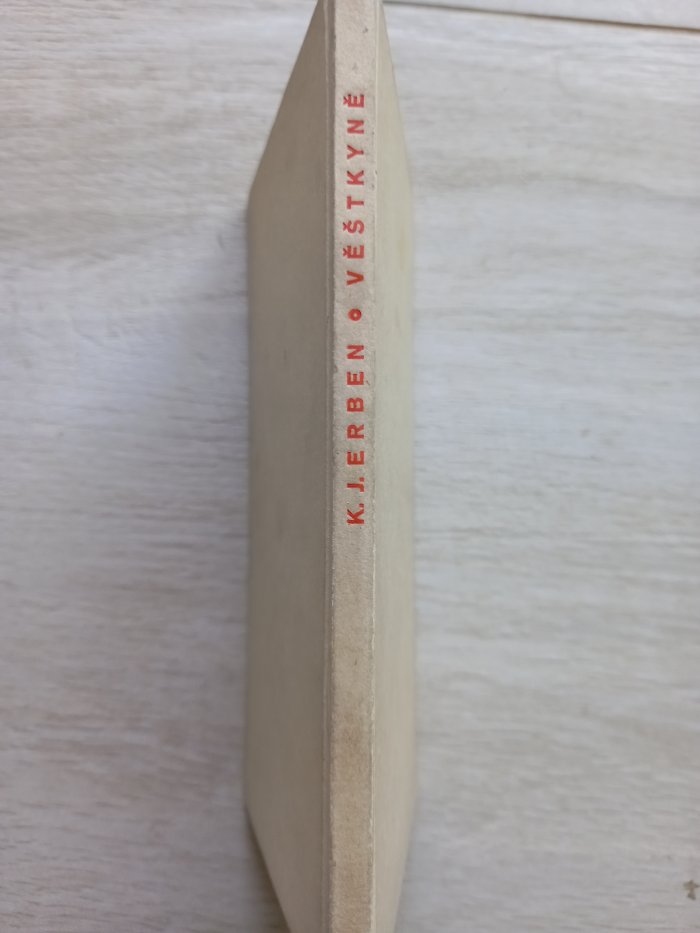 K. J. ERBEN ∘ VĚŠTKYNĚ